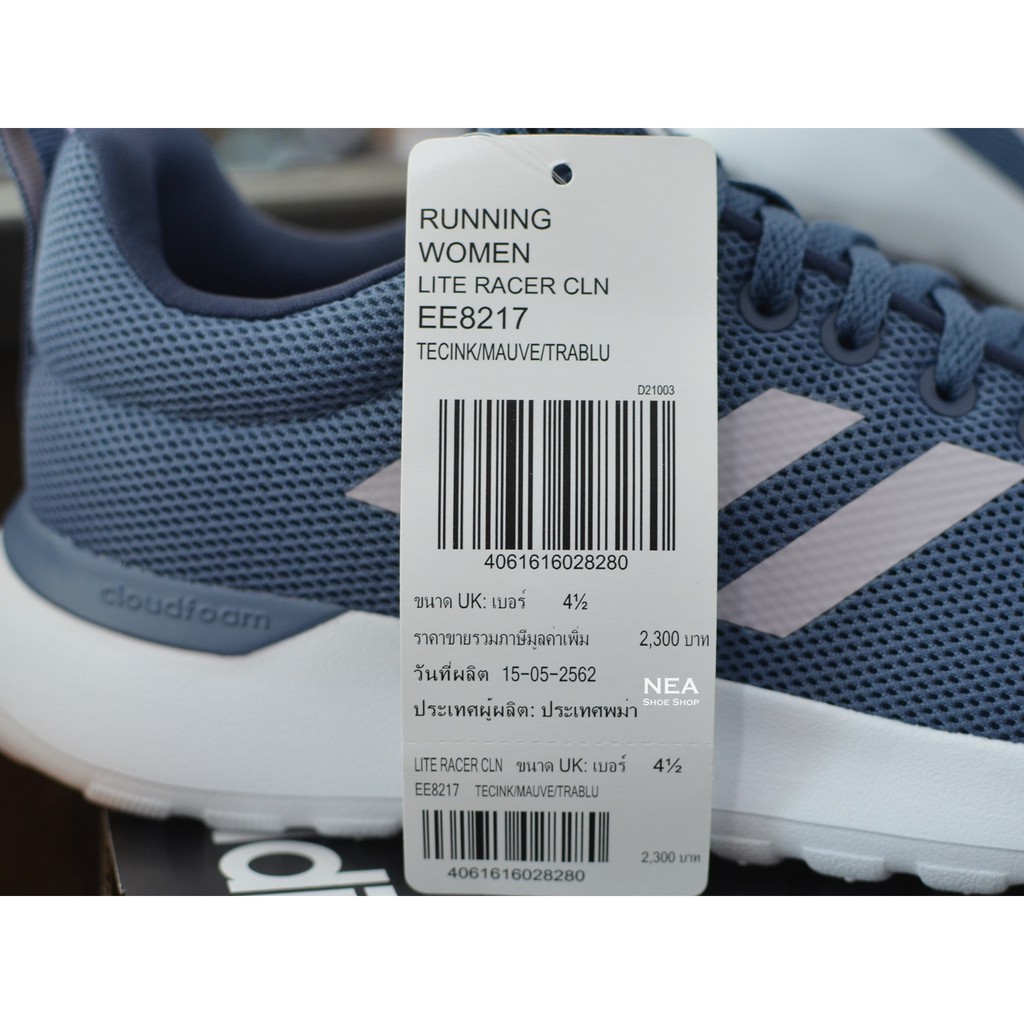 RUNNING
WOMEN
LITE RACER CLN
EE8217
TECINK/MAUVE/TRABLU
D21003
4061616028280
ขนาด UK: เบอร์ 4½
ราคาขายรวมภาษีมูลค่าเพิ่ม 2,300 บาท
วันที่ผลิต 15-05-2562
ประเทศผู้ผลิต: ประเทศพม่า
NEA
SHOE SHOP
LITE RACER CLN ขนาด UK: เบอร์ 4½
EE8217 TECINK/MAUVE/TRABLU
4061616028280
2,300 บาท
cloudfoam